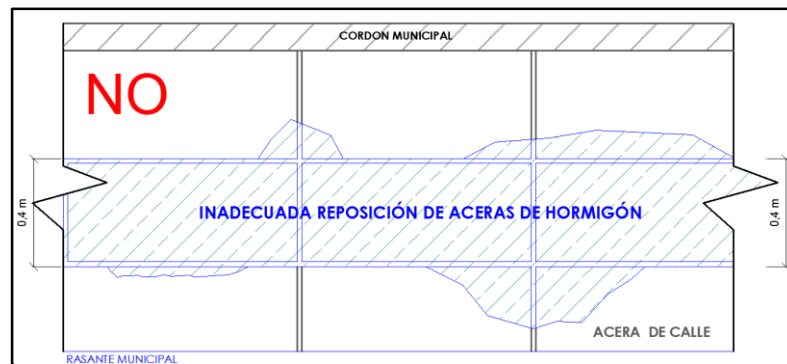 CORDON MUNICIPAL
NO
0,4 m
INADECUADA REPOSICIÓN DE ACERAS DE HORMIGÓN
0,4 m
ACERA DE CALLE
RASANTE MUNICIPAL